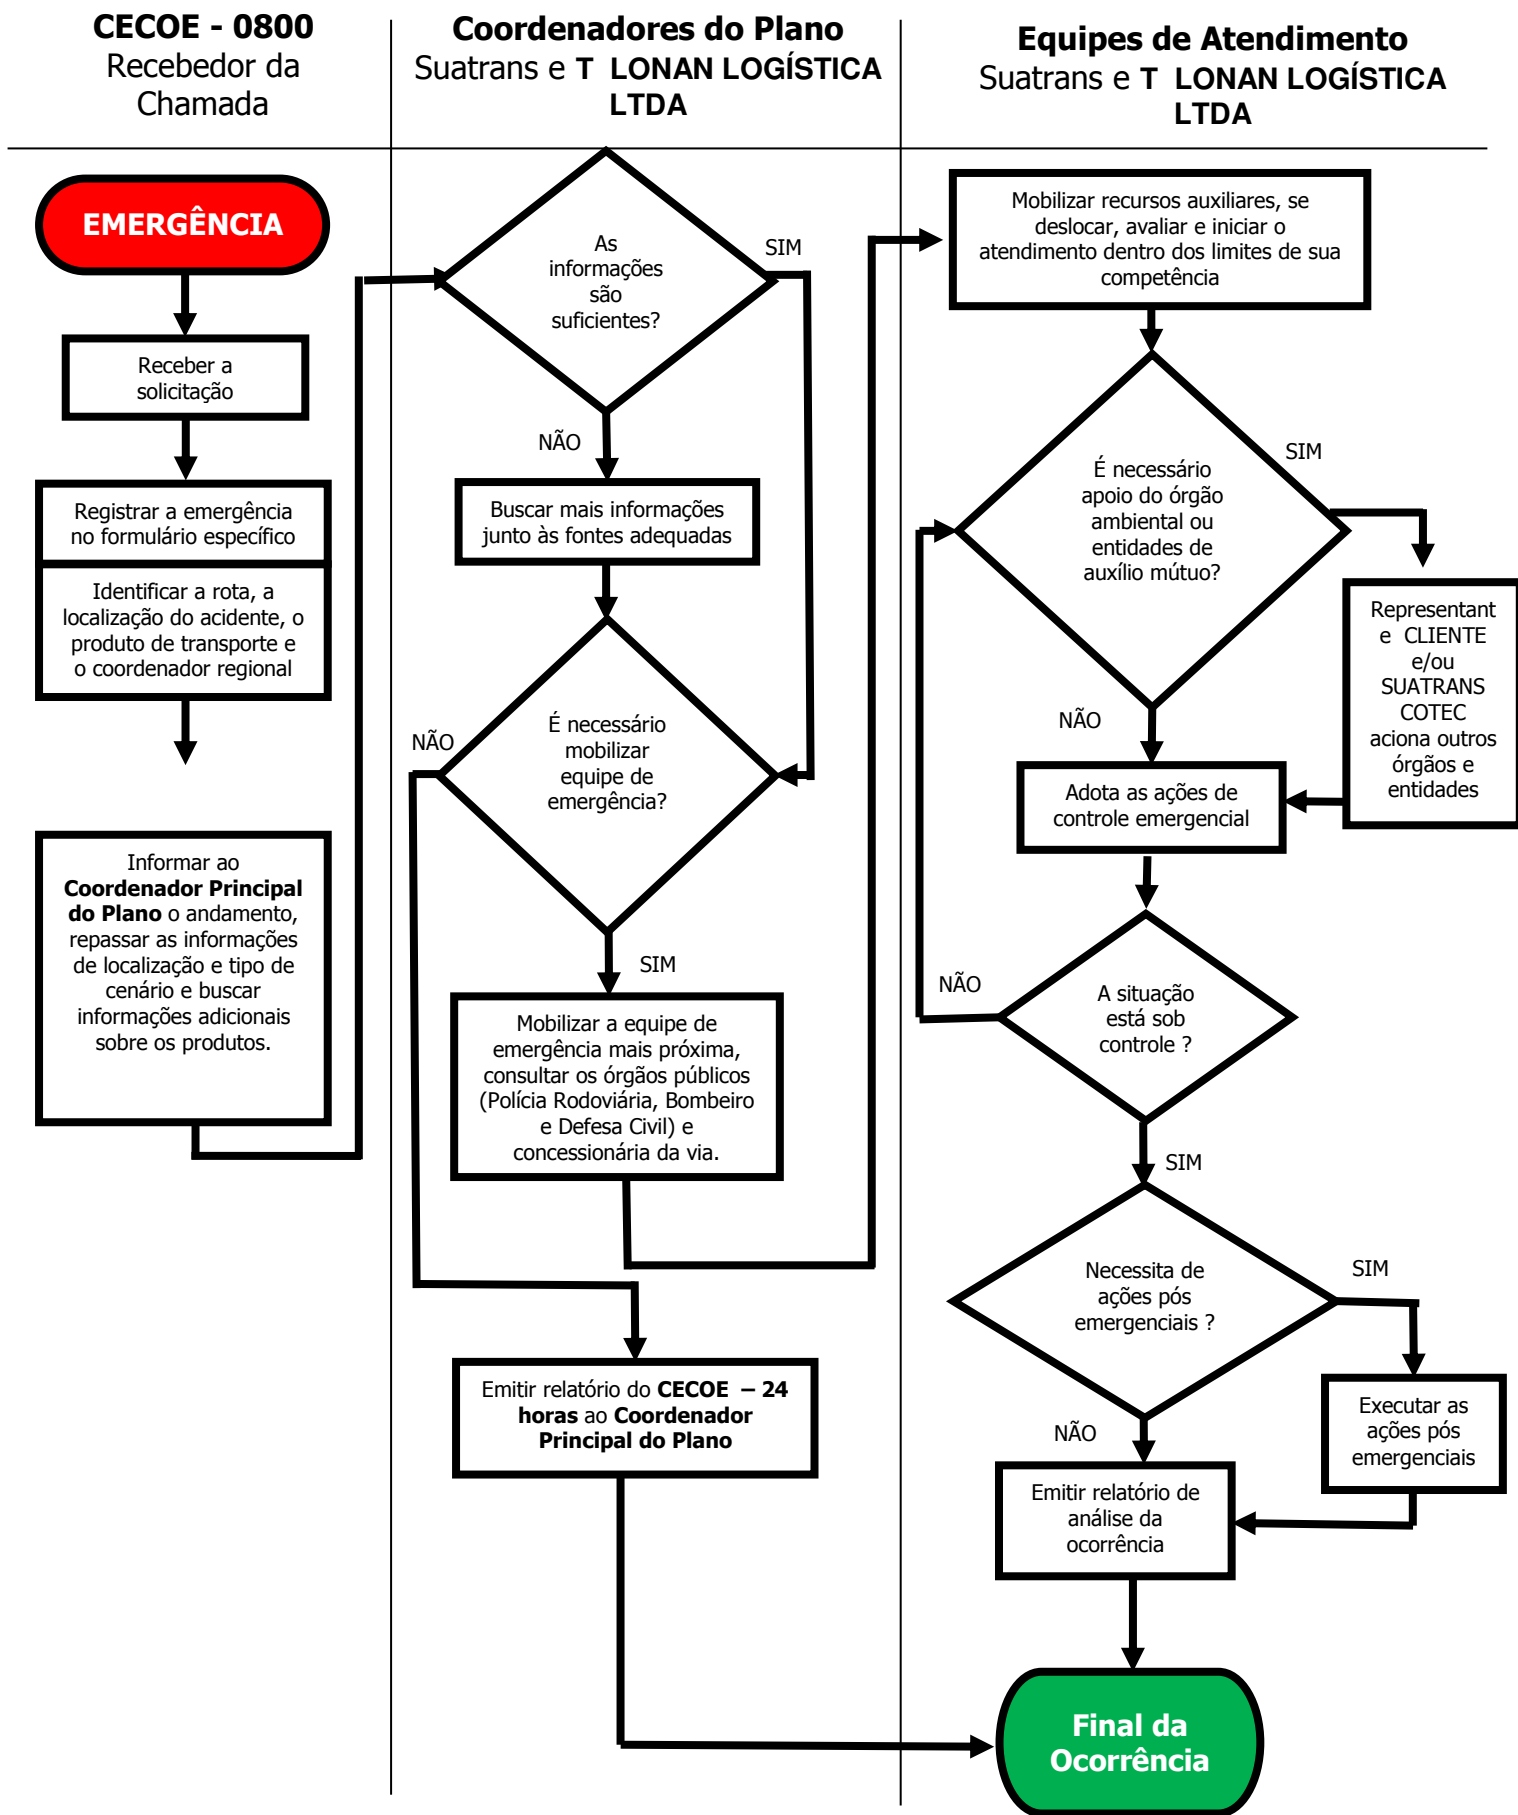 CECOE - 0800
Recebedor da
Chamada
Coordenadores do Plano
Suatrans e T LONAN LOGÍSTICA
LTDA
Equipes de Atendimento
Suatrans e T LONAN LOGÍSTICA
LTDA
EMERGÊNCIA
Receber a
solicitação
Registrar a emergência
no formulário específico
Identificar a rota, a
localização do acidente, o
produto de transporte e
o coordenador regional
Informar ao
Coordenador Principal
do Plano o andamento,
repassar as informações
de localização e tipo de
cenário e buscar
informações adicionais
sobre os produtos.
As
informações
são
suficientes?
SIM
NÃO
Buscar mais informações
junto às fontes adequadas
É necessário
mobilizar
equipe de
emergência?
NÃO
SIM
Mobilizar a equipe de
emergência mais próxima,
consultar os órgãos públicos
(Polícia Rodoviária, Bombeiro
e Defesa Civil) e
concessionária da via.
Emitir relatório do CECOE – 24
horas ao Coordenador
Principal do Plano
Mobilizar recursos auxiliares, se
deslocar, avaliar e iniciar o
atendimento dentro dos limites de sua
competência
É necessário
apoio do órgão
ambiental ou
entidades de
auxílio mútuo?
SIM
NÃO
Representant
e CLIENTE
e/ou
SUATRANS
COTEC
aciona outros
órgãos e
entidades
Adota as ações de
controle emergencial
A situação
está sob
controle ?
NÃO
SIM
Necessita de
ações pós
emergenciais ?
SIM
NÃO
Executar as
ações pós
emergenciais
Emitir relatório de
análise da
ocorrência
Final da
Ocorrência